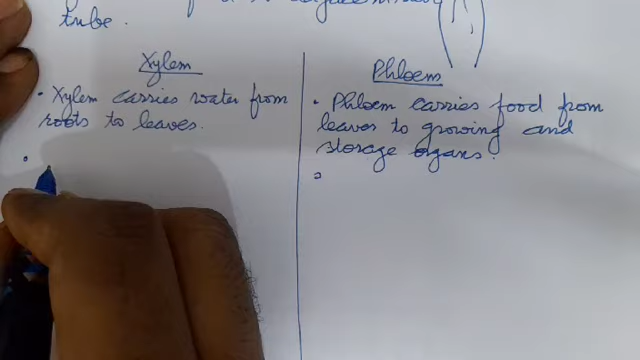 tube.
Xylem
• Xylem carries water from
roots to leaves.
•
Phloem
• Phloem carries food from
leaves to growing and
storage organs.
•